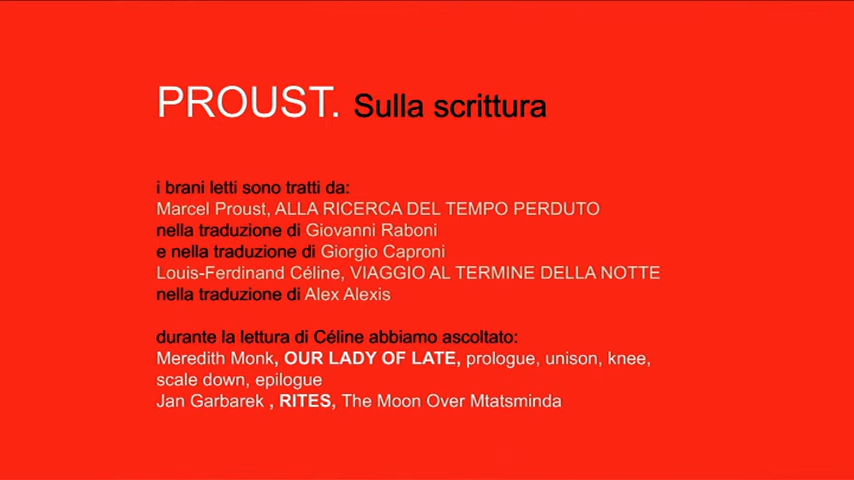 PROUST. Sulla scrittura
i brani letti sono tratti da:
Marcel Proust, ALLA RICERCA DEL TEMPO PERDUTO
nella traduzione di Giovanni Raboni
e nella traduzione di Giorgio Caproni
Louis-Ferdinand Céline, VIAGGIO AL TERMINE DELLA NOTTE
nella traduzione di Alex Alexis
durante la lettura di Céline abbiamo ascoltato:
Meredith Monk, OUR LADY OF LATE, prologue, unison, knee,
scale down, epilogue
Jan Garbarek , RITES, The Moon Over Mtatsminda